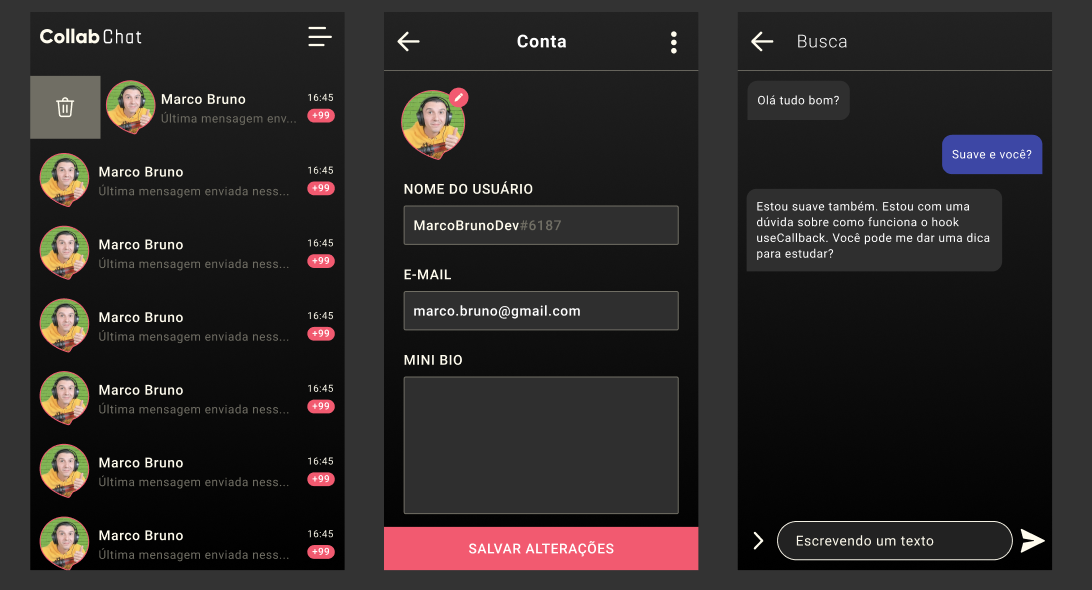 Collab Chat
Marco Bruno 16:45
Última mensagem env... +99
Marco Bruno 16:45
Última mensagem enviada ness... +99
Marco Bruno 16:45
Última mensagem enviada ness... +99
Marco Bruno 16:45
Última mensagem enviada ness... +99
Marco Bruno 16:45
Última mensagem enviada ness... +99
Marco Bruno 16:45
Última mensagem enviada ness... +99
Marco Bruno 16:45
Última mensagem enviada ness... +99
Conta
NOME DO USUÁRIO
MarcoBrunoDev#6187
E-MAIL
marco.bruno@gmail.com
MINI BIO
SALVAR ALTERAÇÕES
Busca
Olá tudo bom?
Suave e você?
Estou suave também. Estou com uma
dúvida sobre como funciona o hook
useCallback. Você pode me dar uma dica
para estudar?
Escrevendo um texto